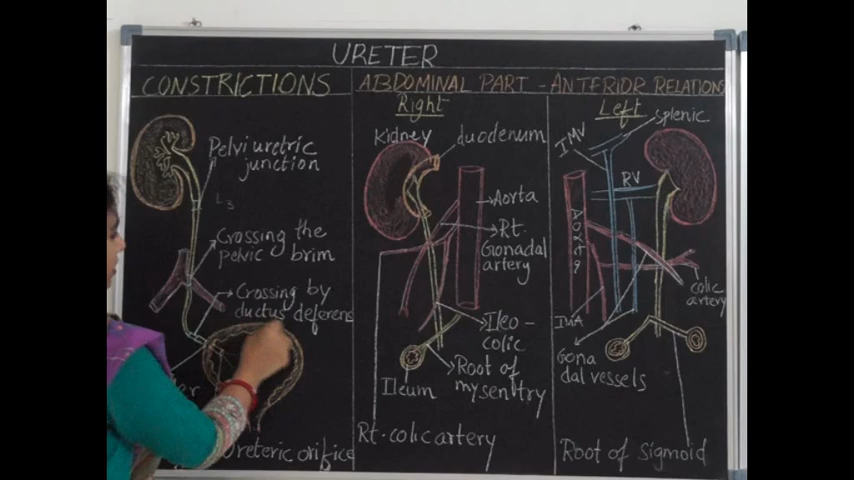 URETER
CONSTRICTIONS
ABDOMINAL PART - ANTERIOR RELATIONS
Pelviuretric
junction
L3
Crossing the
pelvic brim
Crossing by
ductus deferens
Ureteric orifice
Right
Kidney
duodenum
Aorta
Rt.
Gonadal
artery
Ileo-
colic
Root of
mysentry
Ileum
Rt. colic artery
Left
IMV
Splenic
RV
Aorta
colic
artery
IMA
Gona
dal vessels
Root of Sigmoid